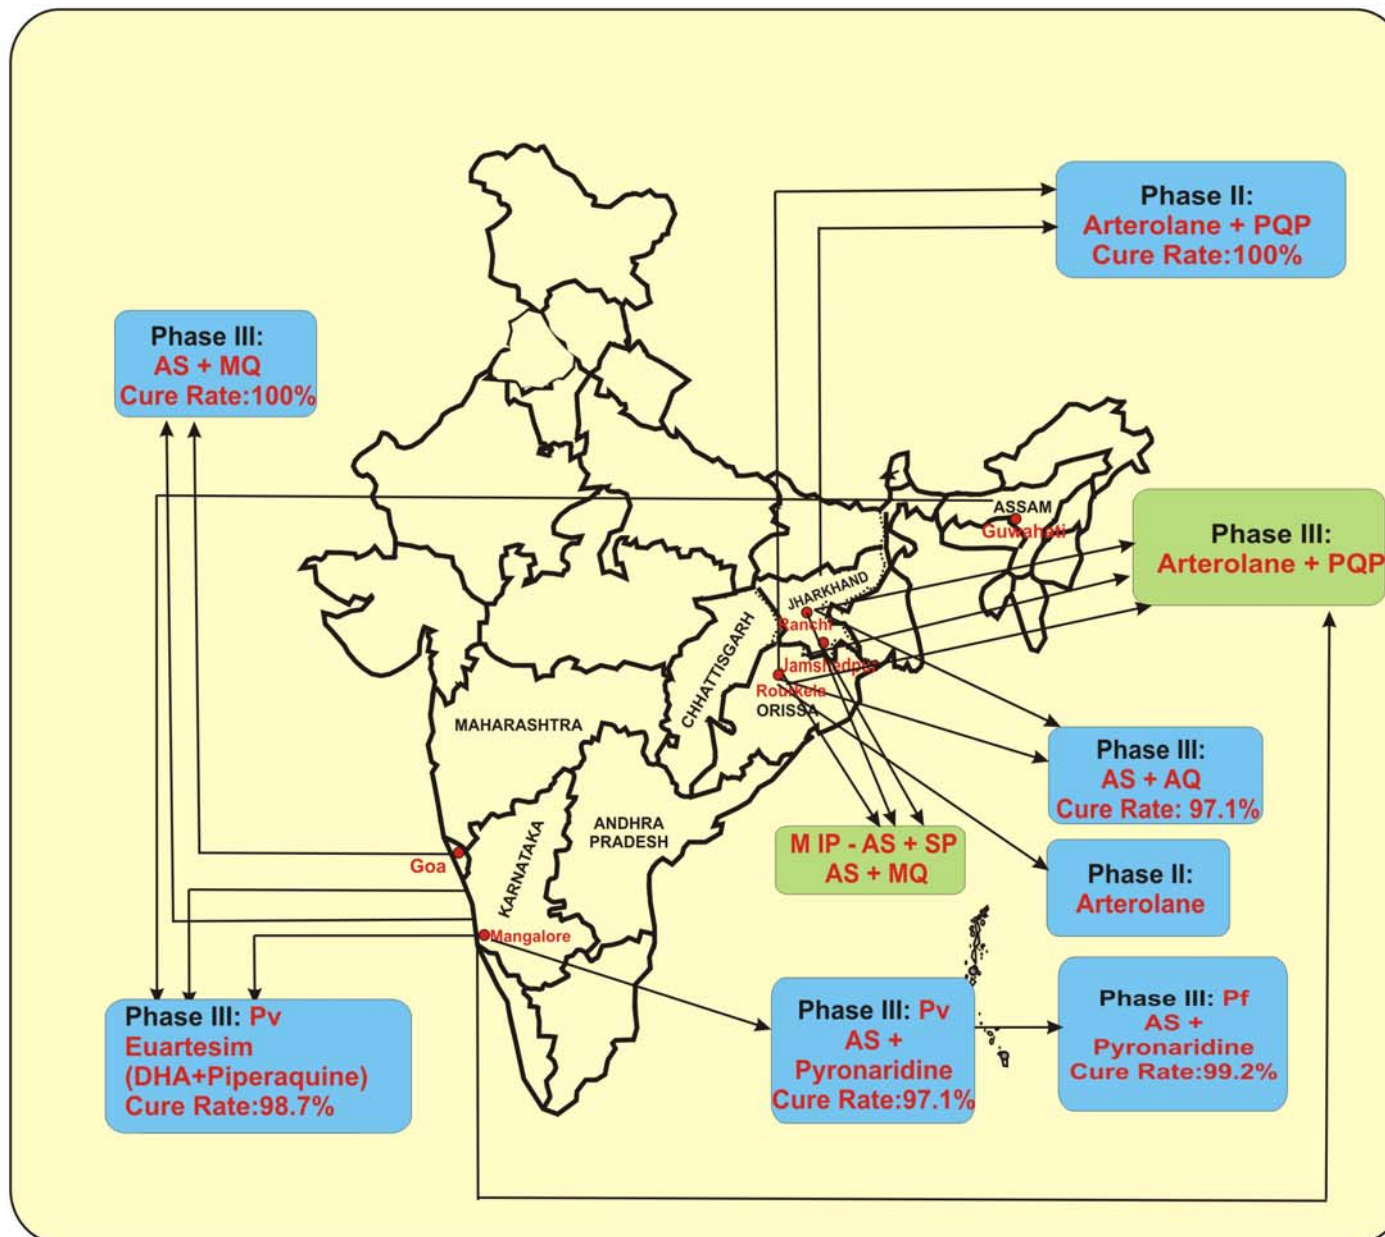 Phase II:
Arterolane + PQP
Cure Rate:100%
Phase III:
AS + MQ
Cure Rate:100%
ASSAM
Guwahati
Phase III:
Arterolane + PQP
JHARKHAND
Ranchi
Jamshedpur
Rourkela
ORISSA
CHHATTISGARH
MAHARASHTRA
ANDHRA
PRADESH
KARNATAKA
Goa
Mangalore
Phase III:
AS + AQ
Cure Rate: 97.1%
M IP - AS + SP
AS + MQ
Phase II:
Arterolane
Phase III: Pv
Euartesim
(DHA+Piperaquine)
Cure Rate:98.7%
Phase III: Pv
AS +
Pyronaridine
Cure Rate:97.1%
Phase III: Pf
AS +
Pyronaridine
Cure Rate:99.2%